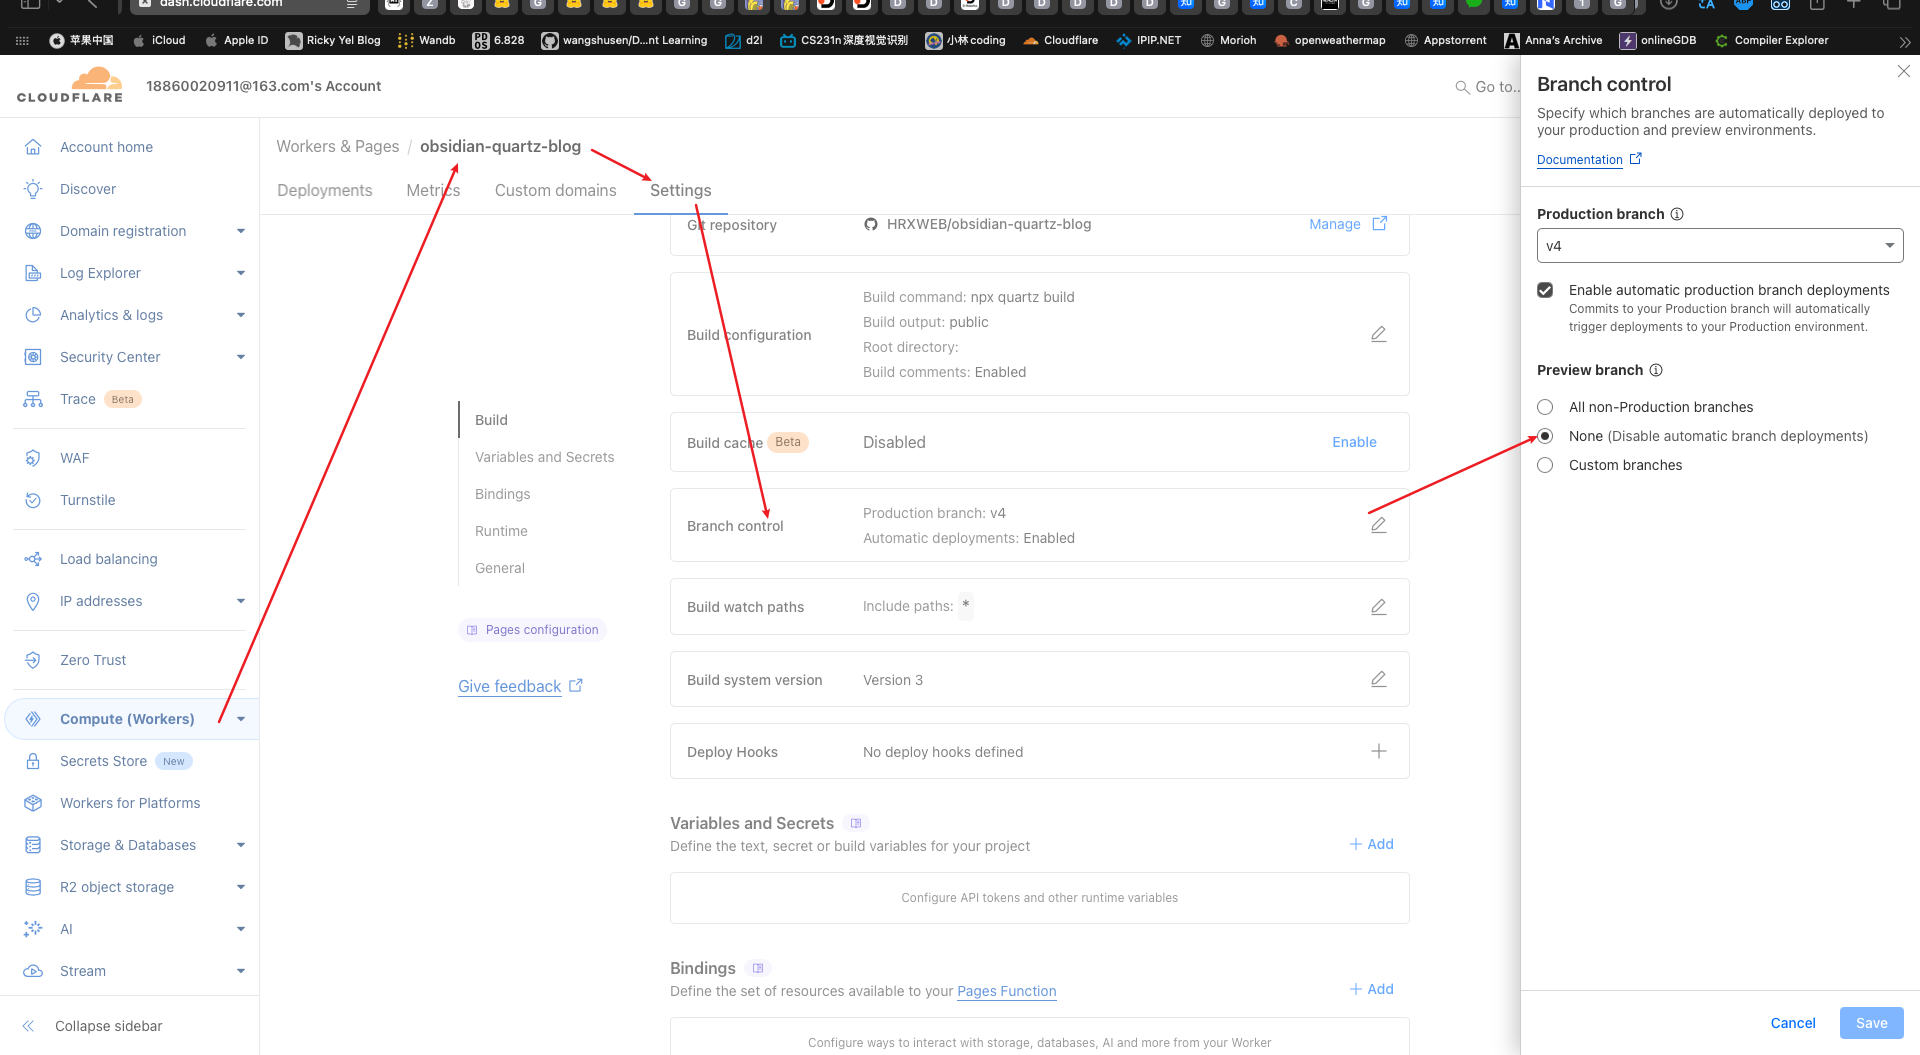 dash.cloudflare.com
苹果中国
iCloud
Apple ID
Ricky Yel Blog
Wandb
6.828
wangshusen/D...nt Learning
d2l
CS231n深度视觉识别
小林coding
Cloudflare
IPIP.NET
Morioh
openweathermap
Appstorrent
Anna's Archive
onlineGDB
Compiler Explorer
CLOUDFLARE
18860020911@163.com's Account
Go to...
Account home
Discover
Domain registration
Log Explorer
Analytics & logs
Security Center
Trace Beta
WAF
Turnstile
Load balancing
IP addresses
Zero Trust
Compute (Workers)
Secrets Store New
Workers for Platforms
Storage & Databases
R2 object storage
AI
Stream
Collapse sidebar
Workers & Pages / obsidian-quartz-blog
Deployments Metrics Custom domains Settings
Build
Variables and Secrets
Bindings
Runtime
General
Pages configuration
Give feedback
Git repository HRXWEB/obsidian-quartz-blog Manage
Build configuration
Build command: npx quartz build
Build output: public
Root directory:
Build comments: Enabled
Build cache Beta Disabled Enable
Branch control
Production branch: v4
Automatic deployments: Enabled
Build watch paths Include paths: *
Build system version Version 3
Deploy Hooks No deploy hooks defined
Variables and Secrets
Define the text, secret or build variables for your project
Add
Configure API tokens and other runtime variables
Bindings
Define the set of resources available to your Pages Function
Add
Configure ways to interact with storage, databases, AI and more from your Worker
Branch control
Specify which branches are automatically deployed to
your production and preview environments.
Documentation
Production branch
v4
Enable automatic production branch deployments
Commits to your Production branch will automatically
trigger deployments to your Production environment.
Preview branch
All non-Production branches
None (Disable automatic branch deployments)
Custom branches
Cancel
Save